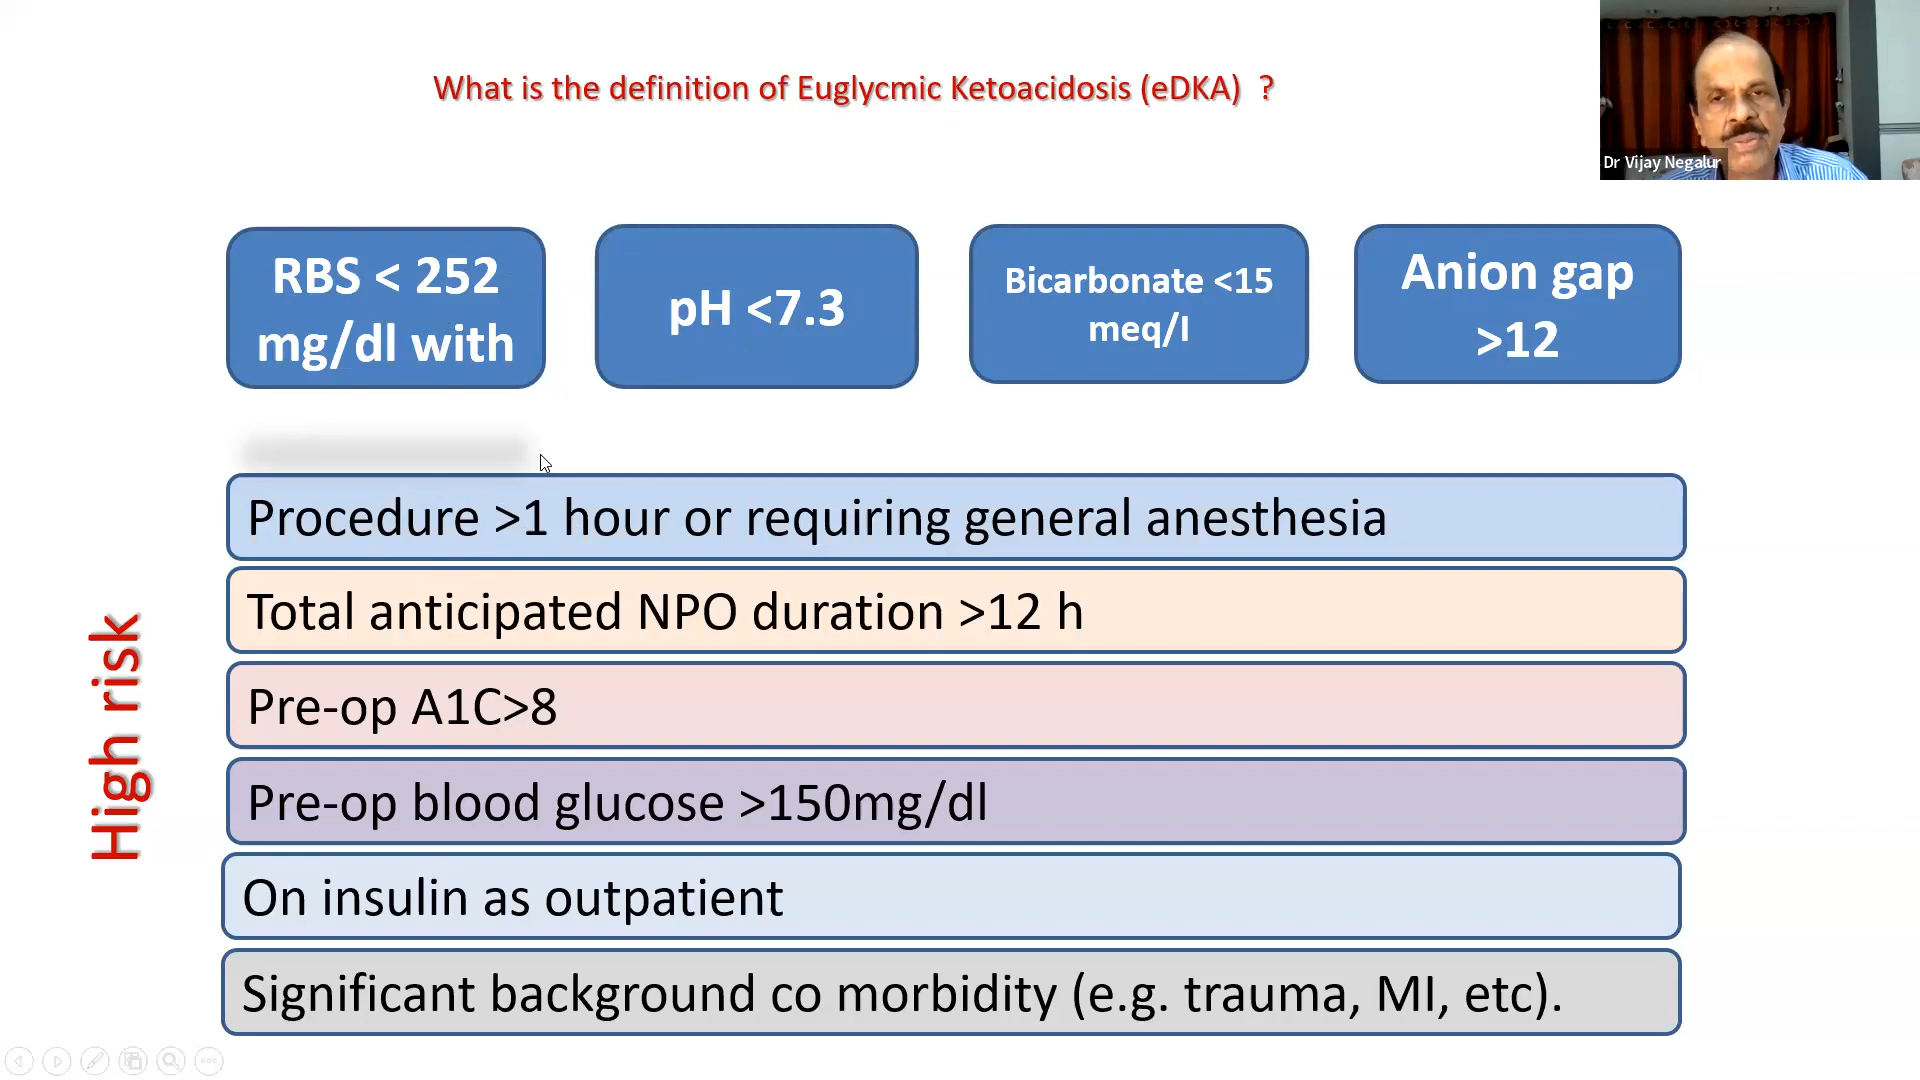 What is the definition of Euglycmic Ketoacidosis (eDKA) ?
Dr Vijay Negalur
RBS < 252
mg/dl with
pH <7.3
Bicarbonate <15
meq/l
Anion gap
>12
High risk
Procedure >1 hour or requiring general anesthesia
Total anticipated NPO duration >12 h
Pre-op A1C>8
Pre-op blood glucose >150mg/dl
On insulin as outpatient
Significant background co morbidity (e.g. trauma, MI, etc).